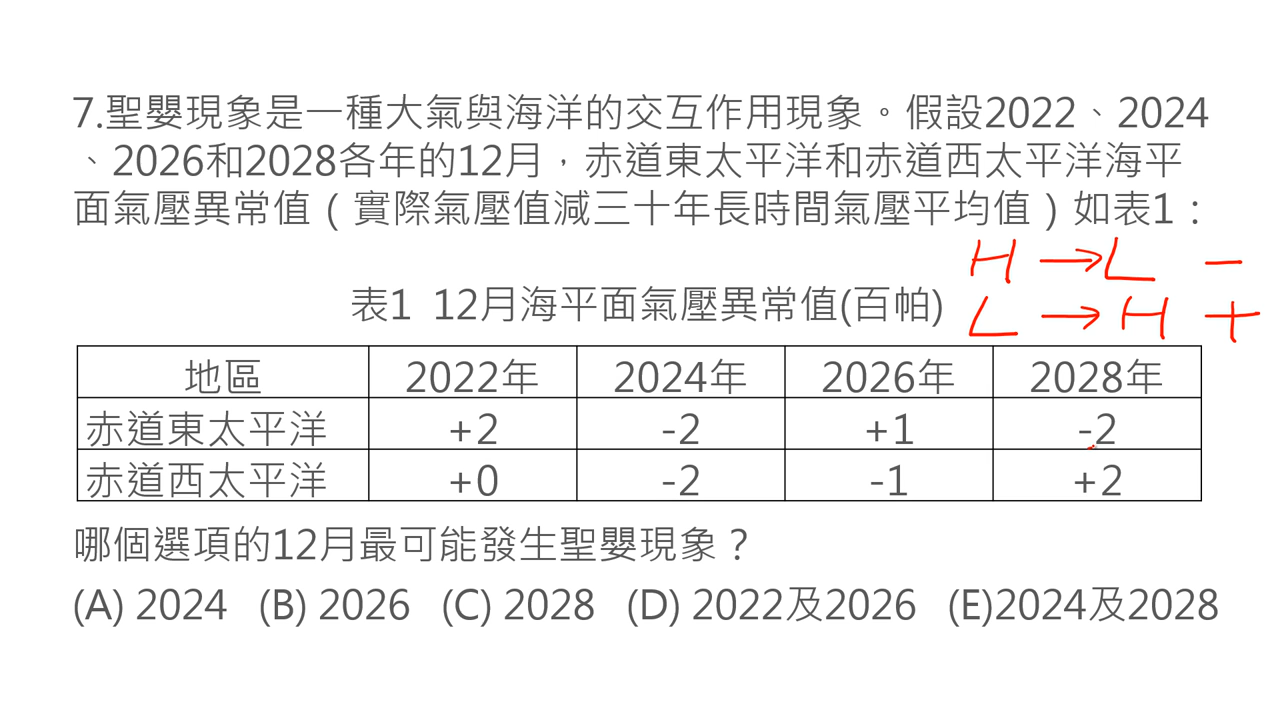 7.聖嬰現象是一種大氣與海洋的交互作用現象。假設2022、2024
、2026和2028各年的12月，赤道東太平洋和赤道西太平洋海平
面氣壓異常值（實際氣壓值減三十年長時間氣壓平均值）如表1：
H → L −
表1 12月海平面氣壓異常值(百帕)
L → H +
地區 2022年 2024年 2026年 2028年
赤道東太平洋 +2 -2 +1 -2
赤道西太平洋 +0 -2 -1 +2
哪個選項的12月最可能發生聖嬰現象？
(A) 2024 (B) 2026 (C) 2028 (D) 2022及2026 (E)2024及2028